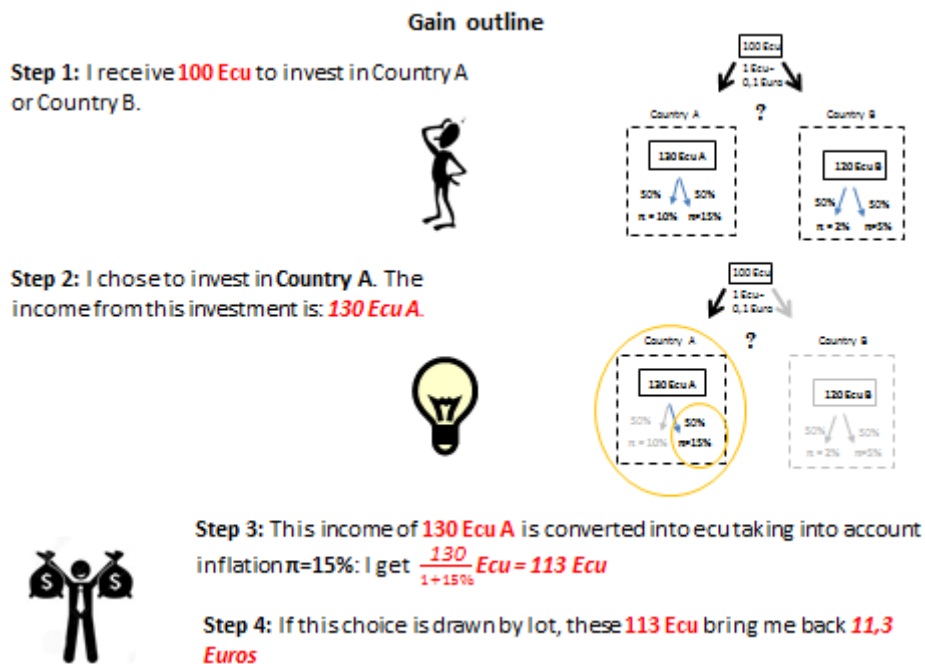 Gain outline
Step 1: I receive 100 Ecu to invest in Country A
or Country B.
100 Ecu
1 Ecu=
0,1 Euro
?
Country A
Country B
130 Ecu A
120 Ecu B
50% 50%
π = 10% π=15%
50% 50%
π = 2% π=5%
Step 2: I chose to invest in Country A. The
income from this investment is: 130 Ecu A.
100 Ecu
1 Ecu=
0,1 Euro
?
Country A
Country B
130 Ecu A
120 Ecu B
50% 50%
π = 10% π=15%
50% 50%
π = 2% π=5%
Step 3: This income of 130 Ecu A is converted into ecu taking into account
inflation π=15%: I get 130/1+15% Ecu = 113 Ecu
$ $
Step 4: If this choice is drawn by lot, these 113 Ecu bring me back 11,3
Euros